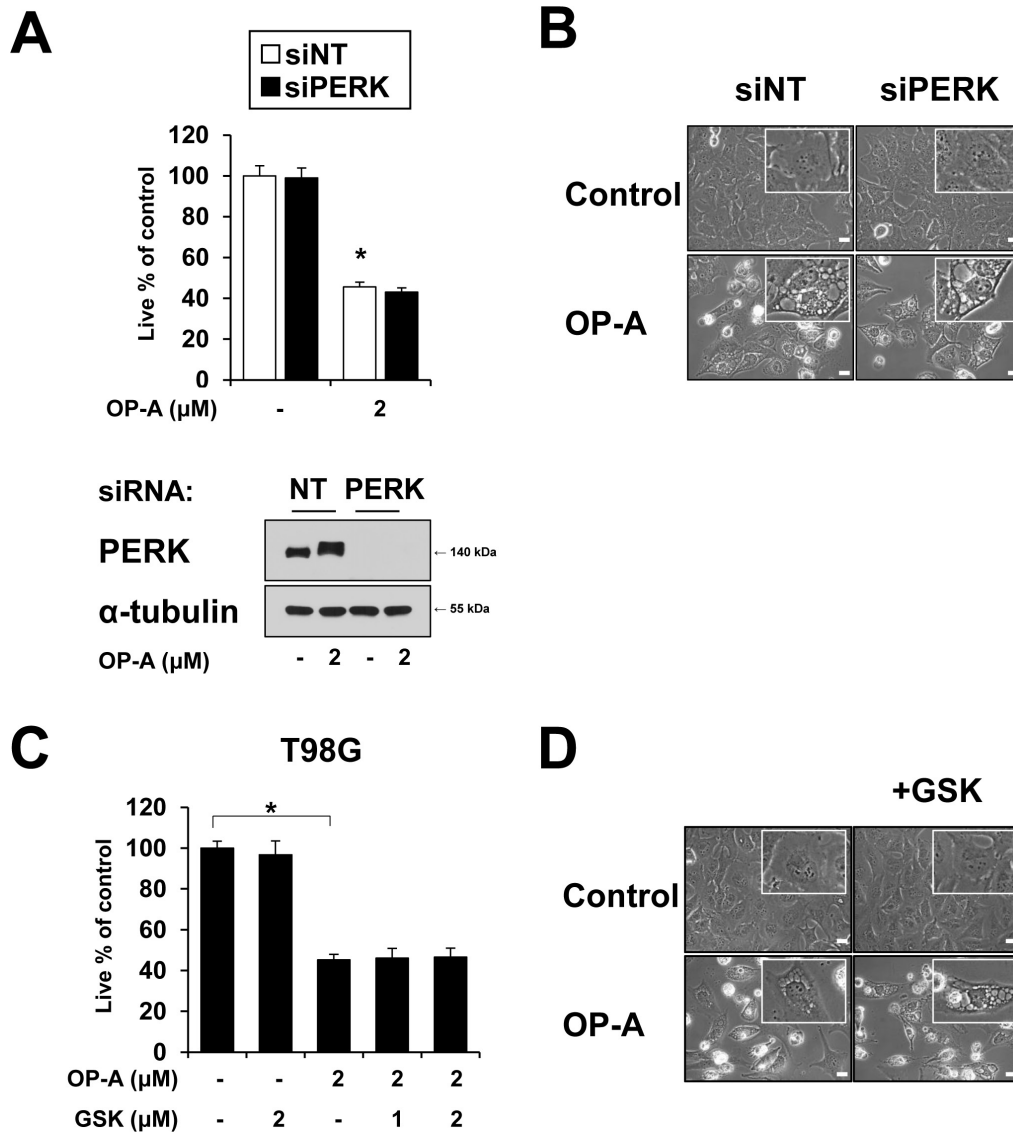 A
siNT
siPERK
120
100
80
60
40
20
0
Live % of control
*
OP-A (µM) - 2
siRNA: NT PERK
PERK ← 140 kDa
α-tubulin ← 55 kDa
OP-A (µM) - 2 - 2
B
siNT siPERK
Control
OP-A
C
T98G
120
100
80
60
40
20
0
Live % of control
*
OP-A (µM) - - 2 2 2
GSK (µM) - 2 - 1 2
D
+GSK
Control
OP-A